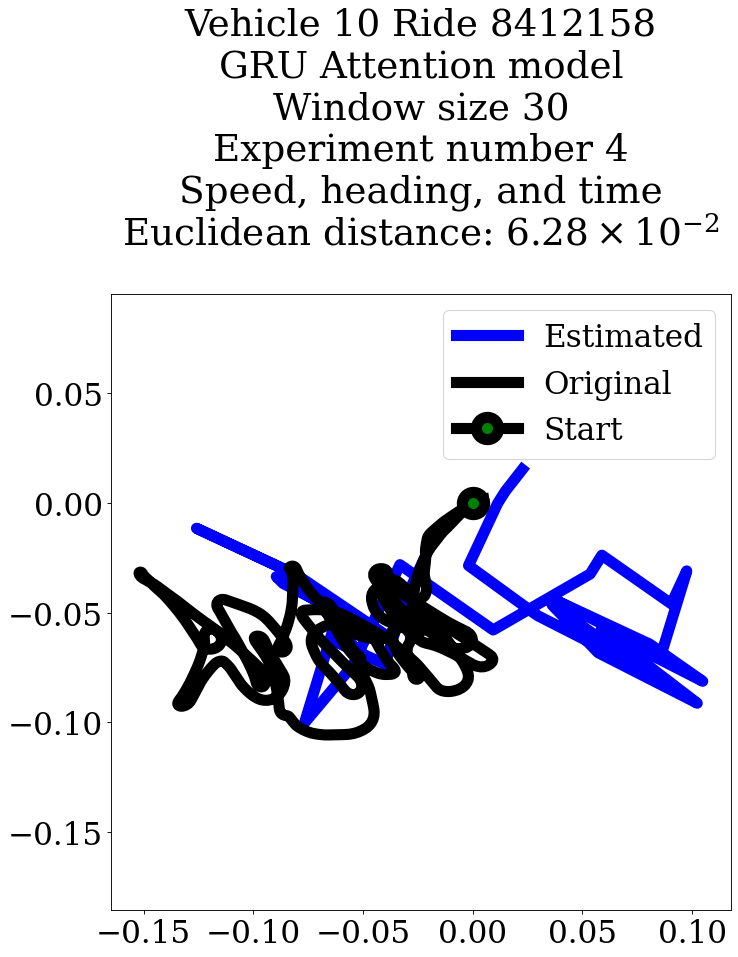 Vehicle 10 Ride 8412158
GRU Attention model
Window size 30
Experiment number 4
Speed, heading, and time
Euclidean distance: 6.28 × 10⁻²
Estimated
Original
Start
0.05
0.00
−0.05
−0.10
−0.15
−0.15 −0.10 −0.05 0.00 0.05 0.10